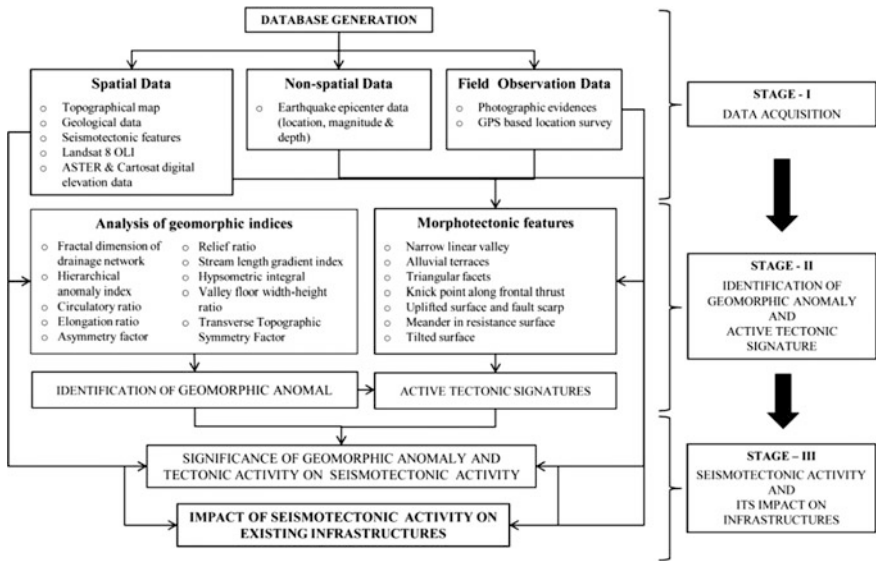 DATABASE GENERATION
Spatial Data
○ Topographical map
○ Geological data
○ Seismotectonic features
○ Landsat 8 OLI
○ ASTER & Cartosat digital
elevation data
Non-spatial Data
○ Earthquake epicenter data
(location, magnitude &
depth)
Field Observation Data
○ Photographic evidences
○ GPS based location survey
STAGE - I
DATA ACQUISITION
Analysis of geomorphic indices
○ Fractal dimension of
drainage network
○ Hierarchical
anomaly index
○ Circulatory ratio
○ Elongation ratio
○ Asymmetry factor
○ Relief ratio
○ Stream length gradient index
○ Hypsometric integral
○ Valley floor width-height
ratio
○ Transverse Topographic
Symmetry Factor
Morphotectonic features
○ Narrow linear valley
○ Alluvial terraces
○ Triangular facets
○ Knick point along frontal thrust
○ Uplifted surface and fault scarp
○ Meander in resistance surface
○ Tilted surface
STAGE - II
IDENTIFICATION OF
GEOMORPHIC ANOMALY
AND
ACTIVE TECTONIC
SIGNATURE
IDENTIFICATION OF GEOMORPHIC ANOMAL
ACTIVE TECTONIC SIGNATURES
SIGNIFICANCE OF GEOMORPHIC ANOMALY AND
TECTONIC ACTIVITY ON SEISMOTECTONIC ACTIVITY
IMPACT OF SEISMOTECTONIC ACTIVITY ON
EXISTING INFRASTRUCTURES
STAGE – III
SEISMOTECTONIC ACTIVITY
AND
ITS IMPACT ON
INFRASTRUCTURES